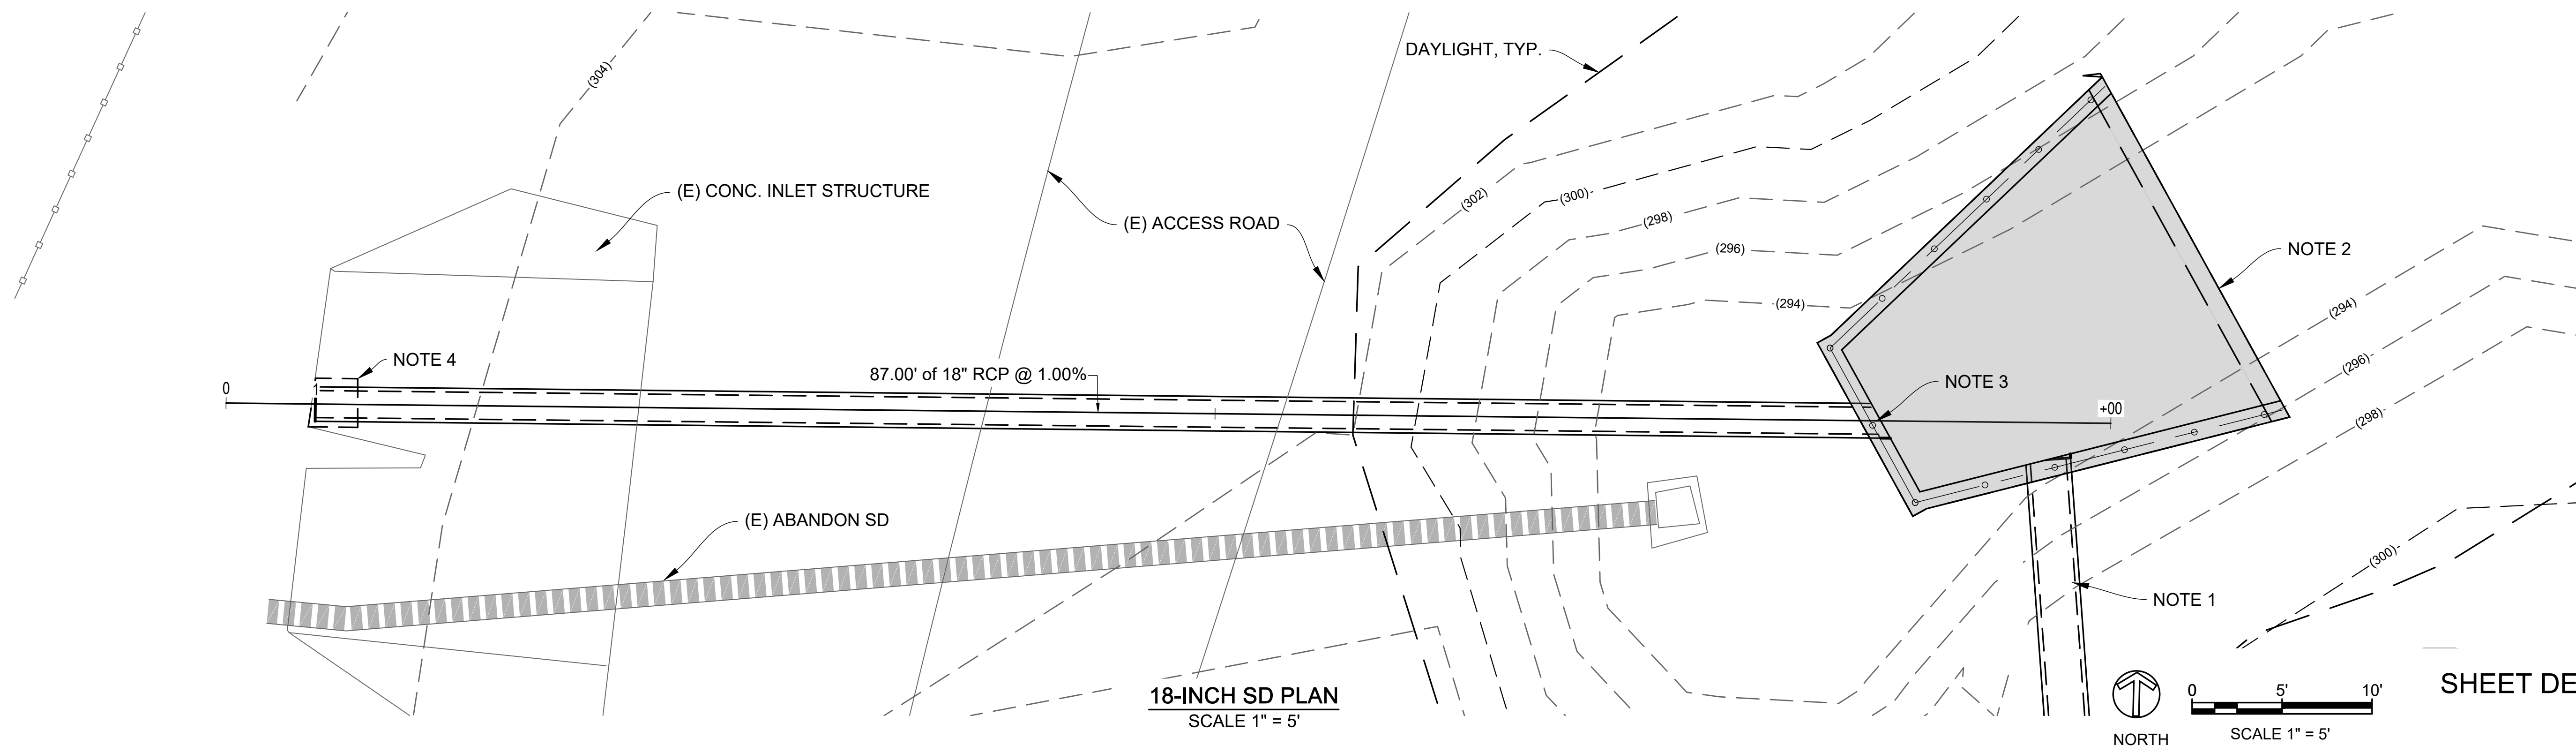 DAYLIGHT, TYP.
(304)
(E) CONC. INLET STRUCTURE
(E) ACCESS ROAD
(302)
(300)
(298)
(296)
(294)
NOTE 2
(294)
(296)
(298)
NOTE 4
0
1
87.00' of 18" RCP @ 1.00%
NOTE 3
+00
(E) ABANDON SD
(300)
NOTE 1
18-INCH SD PLAN
SCALE 1" = 5'
NORTH
0 5' 10'
SCALE 1" = 5'
SHEET DE